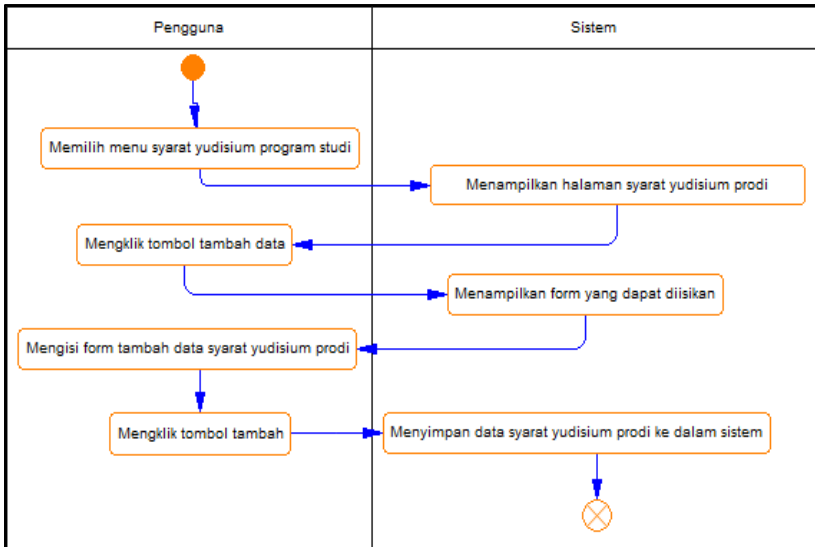 Pengguna
Sistem
Memilih menu syarat yudisium program studi
Menampilkan halaman syarat yudisium prodi
Mengklik tombol tambah data
Menampilkan form yang dapat diisikan
Mengisi form tambah data syarat yudisium prodi
Mengklik tombol tambah
Menyimpan data syarat yudisium prodi ke dalam sistem